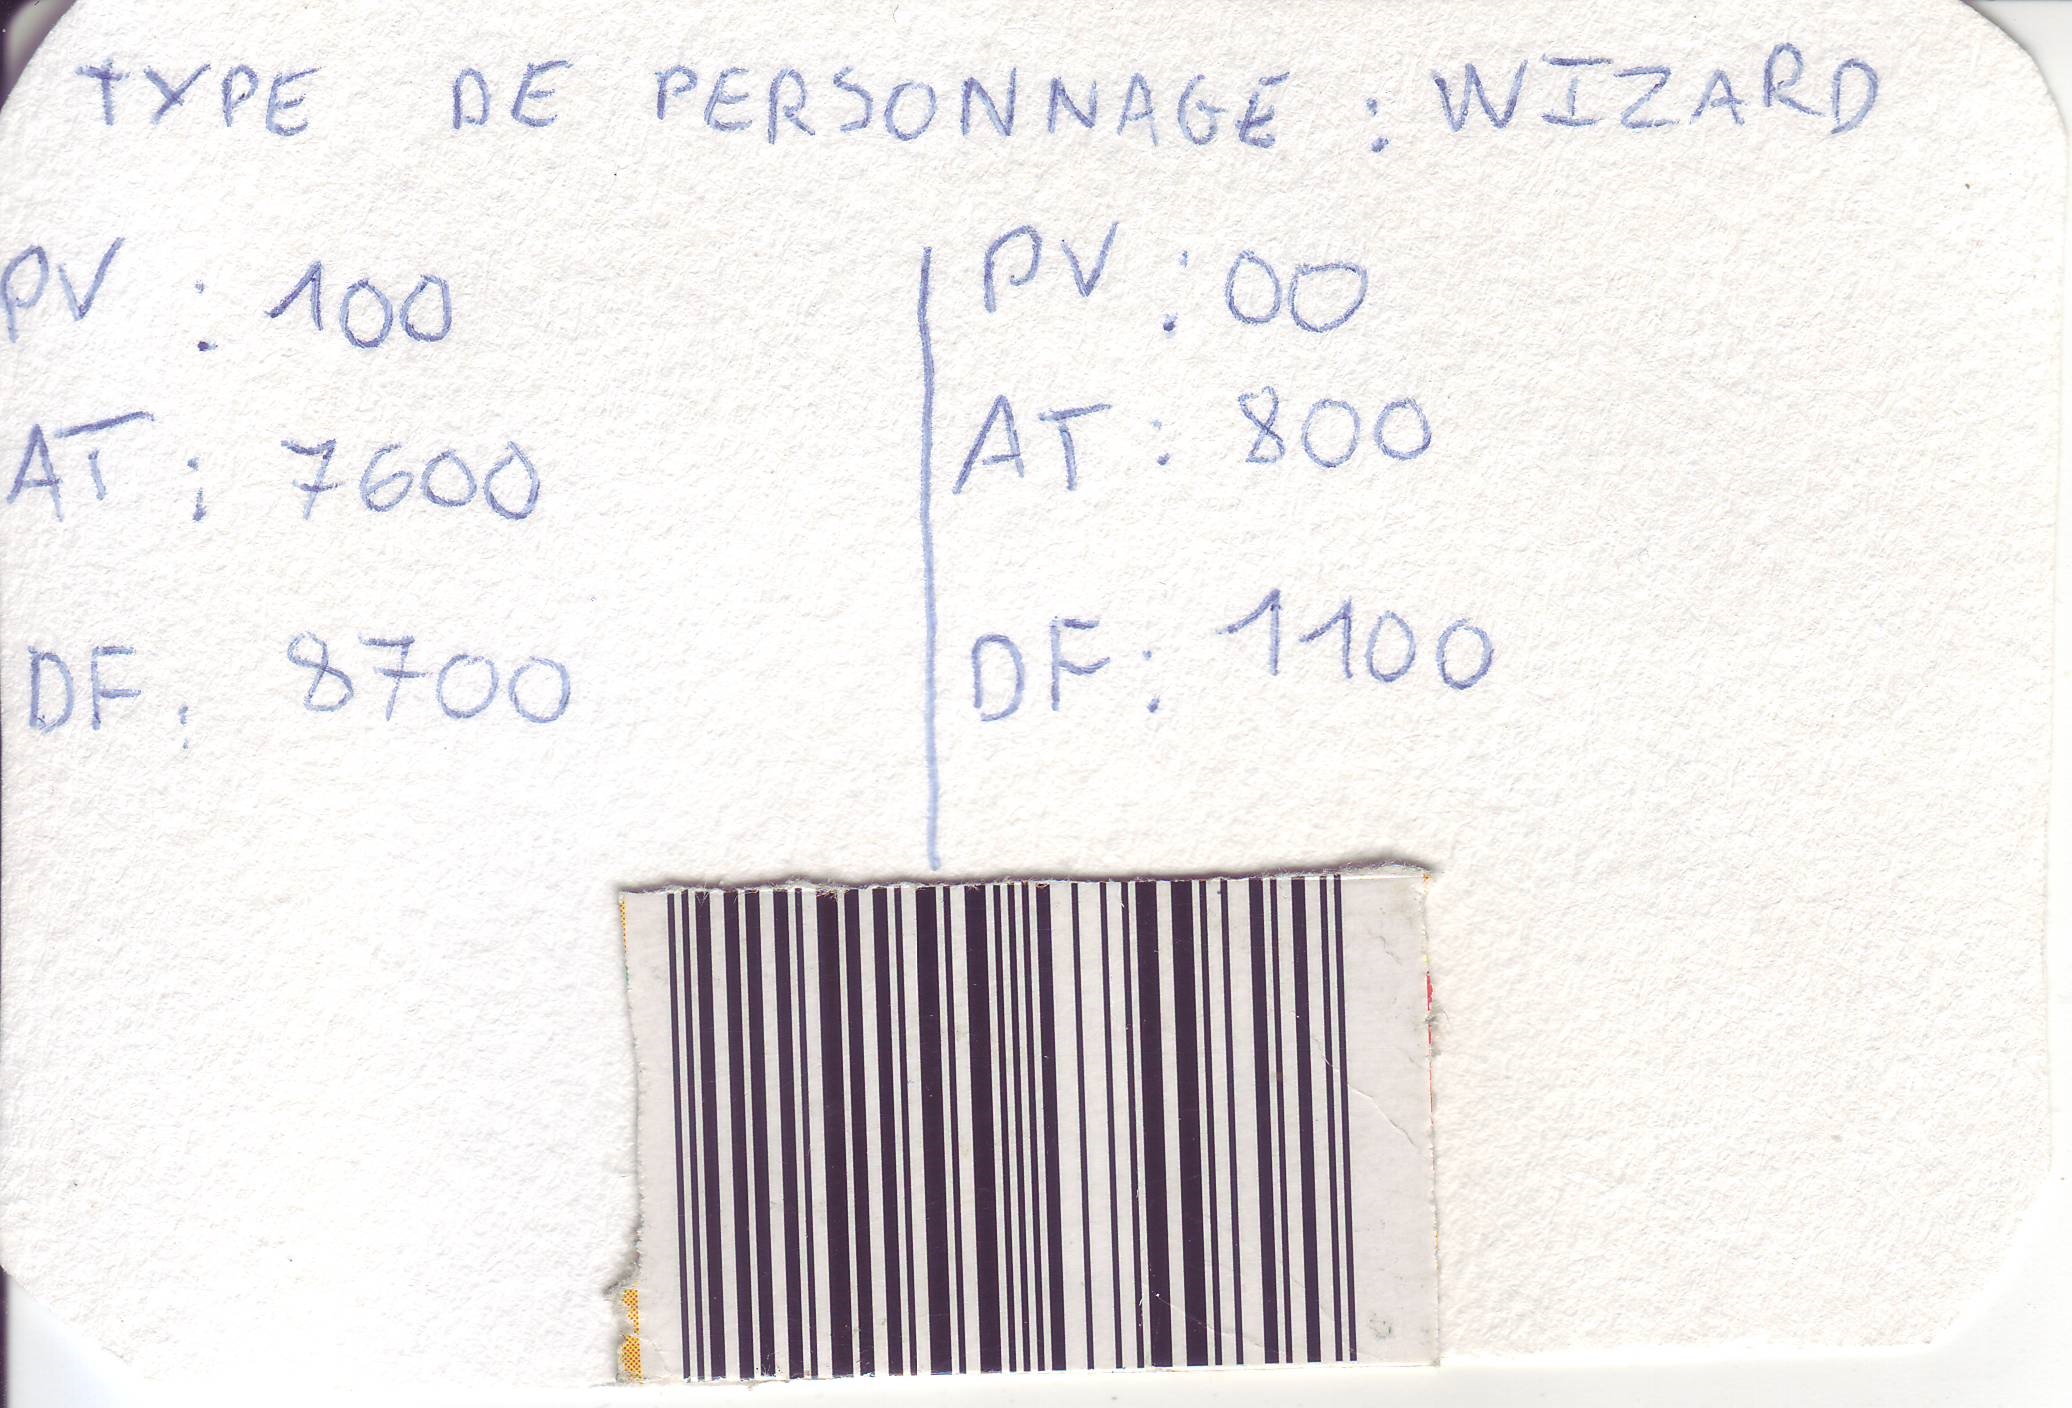 TYPE DE PERSONNAGE : WIZARD
PV : 100
AT : 7600
DF : 8700
PV : 00
AT : 800
DF : 1100